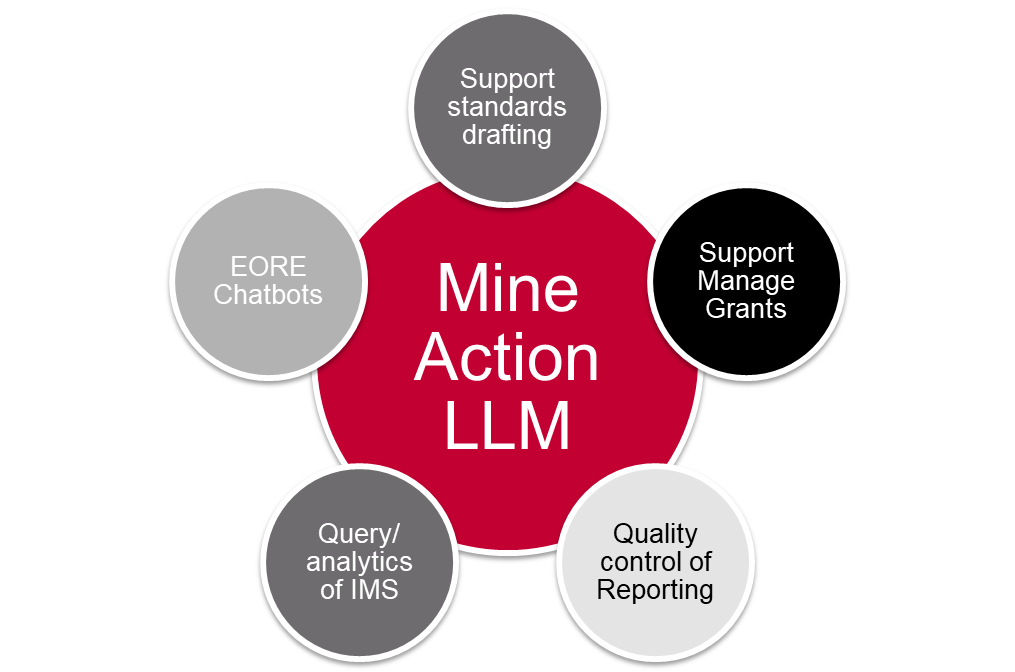 Support
standards
drafting
EORE
Chatbots
Support
Manage
Grants
Mine
Action
LLM
Query/
analytics
of IMS
Quality
control of
Reporting